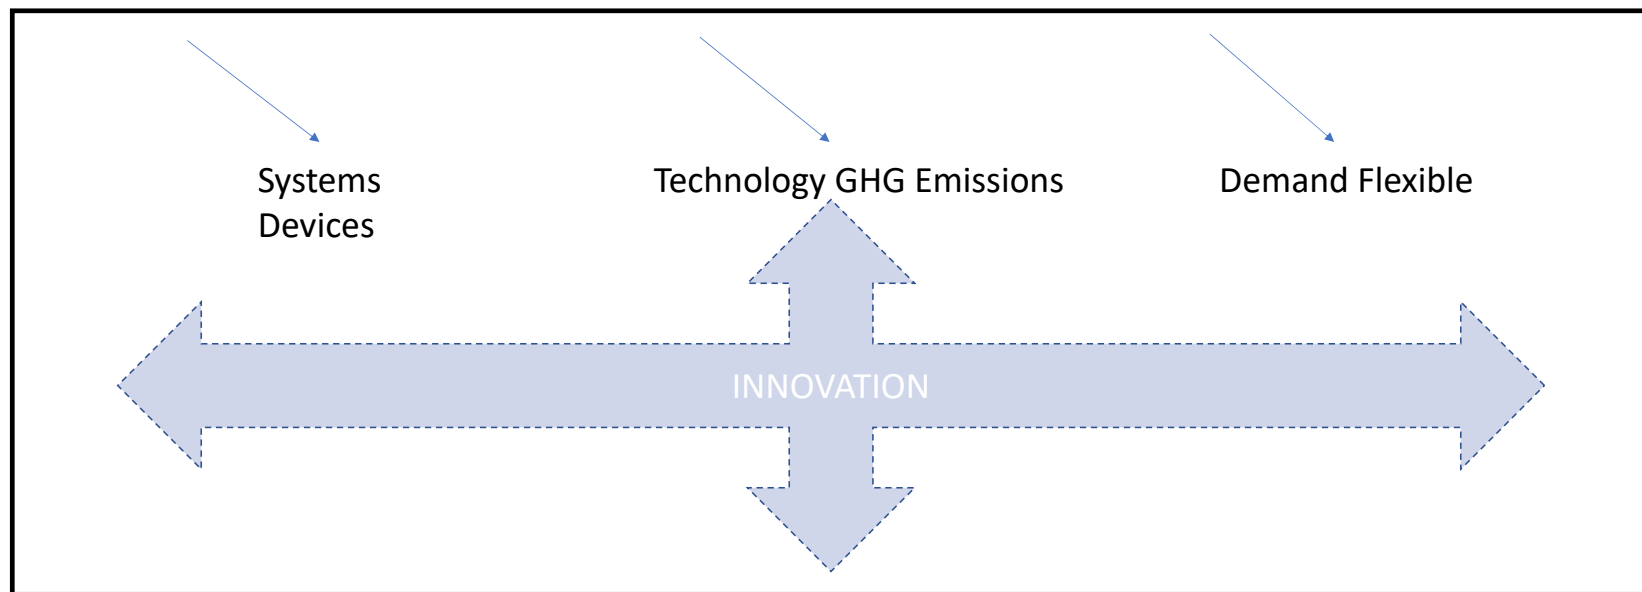 Systems
Devices
Technology GHG Emissions
Demand Flexible
INNOVATION